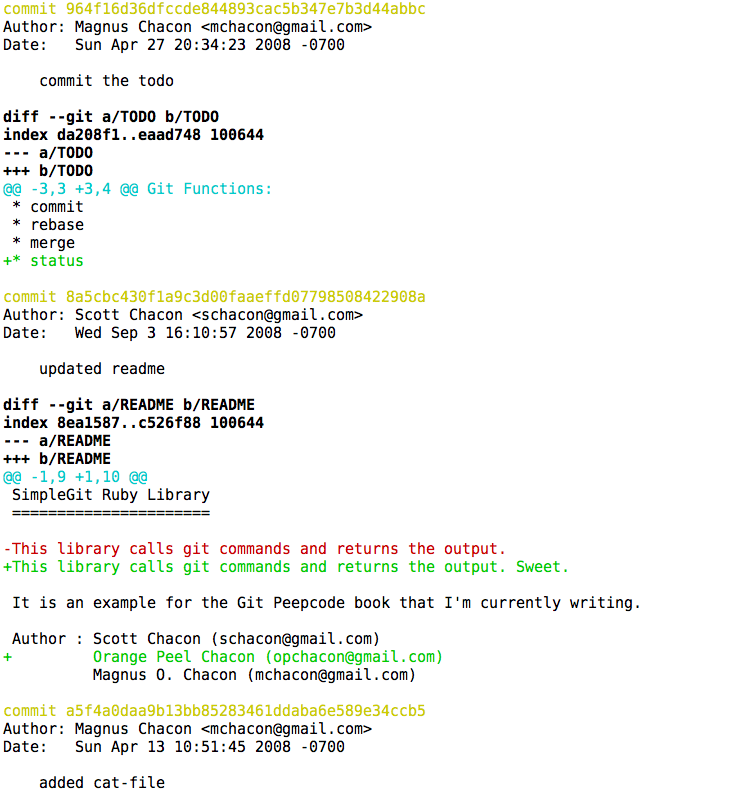 commit 964f16d36dfccde844893cac5b347e7b3d44abbc
Author: Magnus Chacon <mchacon@gmail.com>
Date:   Sun Apr 27 20:34:23 2008 -0700

    commit the todo

diff --git a/TODO b/TODO
index da208f1..eaad748 100644
--- a/TODO
+++ b/TODO
@@ -3,3 +3,4 @@ Git Functions:
 * commit
 * rebase
 * merge
+* status

commit 8a5cbc430f1a9c3d00faaeffd07798508422908a
Author: Scott Chacon <schacon@gmail.com>
Date:   Wed Sep 3 16:10:57 2008 -0700

    updated readme

diff --git a/README b/README
index 8ea1587..c526f88 100644
--- a/README
+++ b/README
@@ -1,9 +1,10 @@
 SimpleGit Ruby Library
 ======================

-This library calls git commands and returns the output.
+This library calls git commands and returns the output. Sweet.

 It is an example for the Git Peepcode book that I'm currently writing.

 Author : Scott Chacon (schacon@gmail.com)
+         Orange Peel Chacon (opchacon@gmail.com)
          Magnus O. Chacon (mchacon@gmail.com)

commit a5f4a0daa9b13bb85283461ddaba6e589e34ccb5
Author: Magnus Chacon <mchacon@gmail.com>
Date:   Sun Apr 13 10:51:45 2008 -0700

    added cat-file